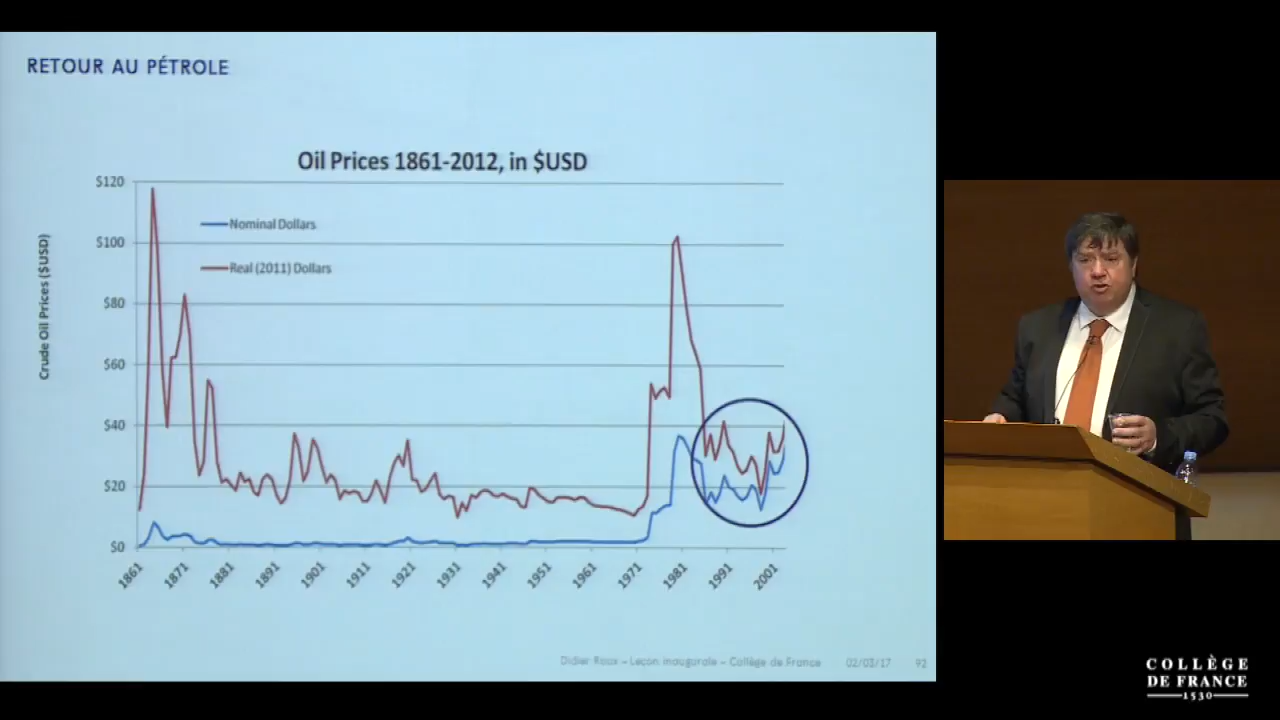 RETOUR AU PÉTROLE
Oil Prices 1861-2012, in $USD
Crude Oil Prices ($USD)
$120
$100
$80
$60
$40
$20
$0
Nominal Dollars
Real (2011) Dollars
1861
1871
1881
1891
1901
1911
1921
1931
1941
1951
1961
1971
1981
1991
2001
Didier Roux – Leçon inaugurale – Collège de France 02/03/17 92
COLLÈGE
DE FRANCE
1530